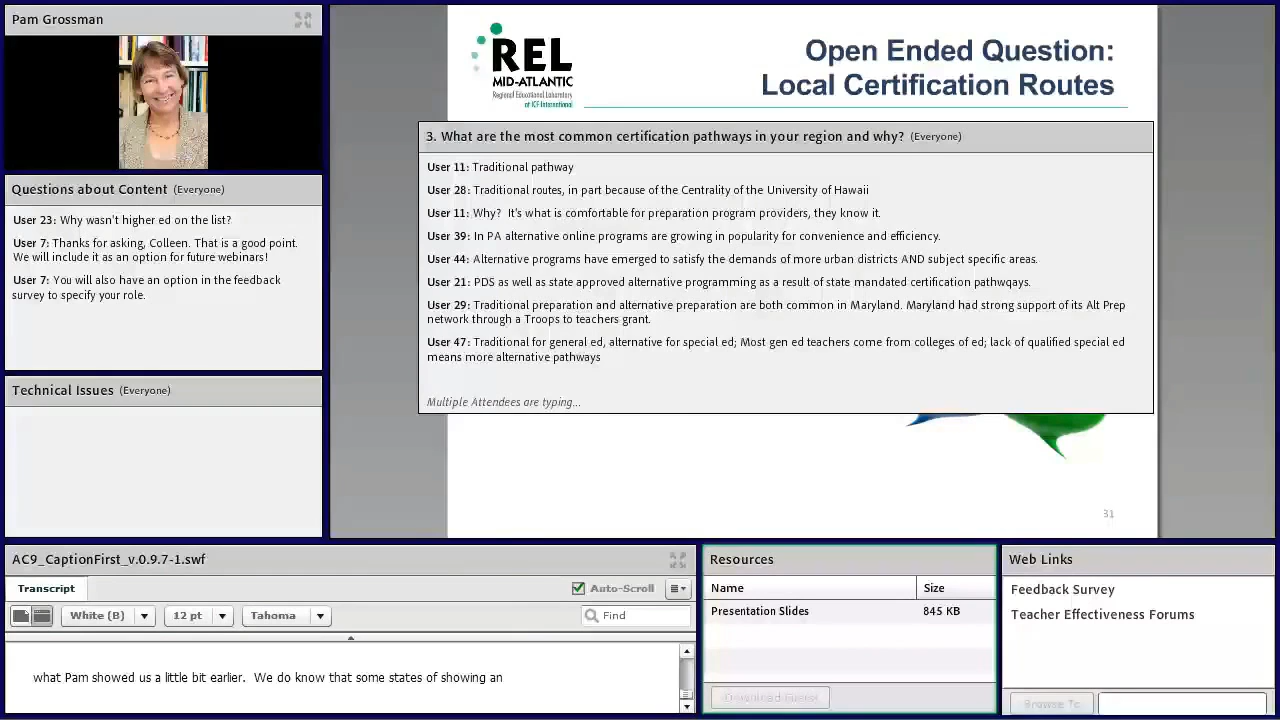 Pam Grossman
Questions about Content (Everyone)
User 23: Why wasn't higher ed on the list?
User 7: Thanks for asking, Colleen. That is a good point.
We will include it as an option for future webinars!
User 7: You will also have an option in the feedback
survey to specify your role.
Technical Issues (Everyone)
REL
MID-ATLANTIC
Regional Educational Laboratory
at ICF International
Open Ended Question:
Local Certification Routes
3. What are the most common certification pathways in your region and why? (Everyone)
User 11: Traditional pathway
User 28: Traditional routes, in part because of the Centrality of the University of Hawaii
User 11: Why?  It's what is comfortable for preparation program providers, they know it.
User 39: In PA alternative online programs are growing in popularity for convenience and efficiency.
User 44: Alternative programs have emerged to satisfy the demands of more urban districts AND subject specific areas.
User 21: PDS as well as state approved alternative programming as a result of state mandated certification pathwqays.
User 29: Traditional preparation and alternative preparation are both common in Maryland. Maryland had strong support of its Alt Prep
network through a Troops to teachers grant.
User 47: Traditional for general ed, alternative for special ed; Most gen ed teachers come from colleges of ed; lack of qualified special ed
means more alternative pathways
Multiple Attendees are typing...
31
AC9_CaptionFirst_v.0.9.7-1.swf
Transcript
Auto-Scroll
White (B)
12 pt
Tahoma
Find
what Pam showed us a little bit earlier.  We do know that some states of showing an
Resources
Name Size
Presentation Slides 845 KB
Download File(s)
Web Links
Feedback Survey
Teacher Effectiveness Forums
Browse To